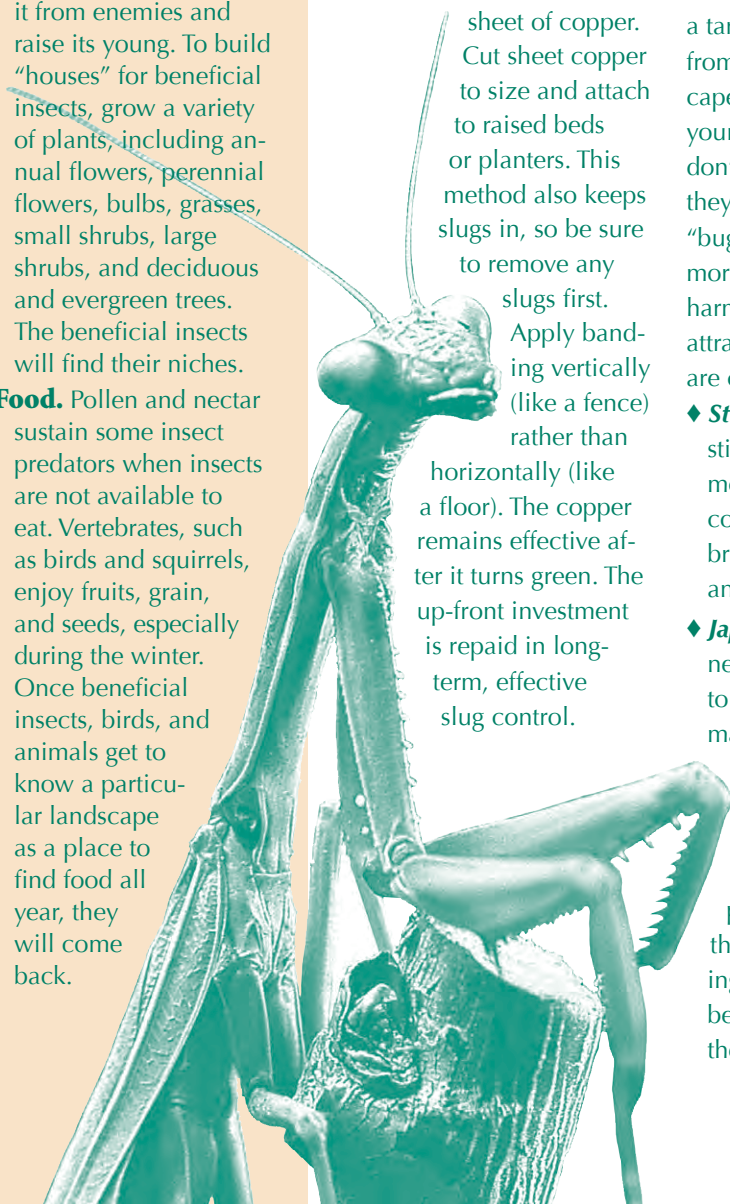 it from enemies and
raise its young. To build
“houses” for beneficial
insects, grow a variety
of plants, including an-
nual flowers, perennial
flowers, bulbs, grasses,
small shrubs, large
shrubs, and deciduous
and evergreen trees.
The beneficial insects
will find their niches.
Food. Pollen and nectar
sustain some insect
predators when insects
are not available to
eat. Vertebrates, such
as birds and squirrels,
enjoy fruits, grain,
and seeds, especially
during the winter.
Once beneficial
insects, birds, and
animals get to
know a particu-
lar landscape
as a place to
find food all
year, they
will come
back.
sheet of copper.
Cut sheet copper
to size and attach
to raised beds
or planters. This
method also keeps
slugs in, so be sure
to remove any
slugs first.
Apply band-
ing vertically
(like a fence)
rather than
horizontally (like
a floor). The copper
remains effective af-
ter it turns green. The
up-front investment
is repaid in long-
term, effective
slug control.
a
from
your
they
“bug
are
♦
♦
to